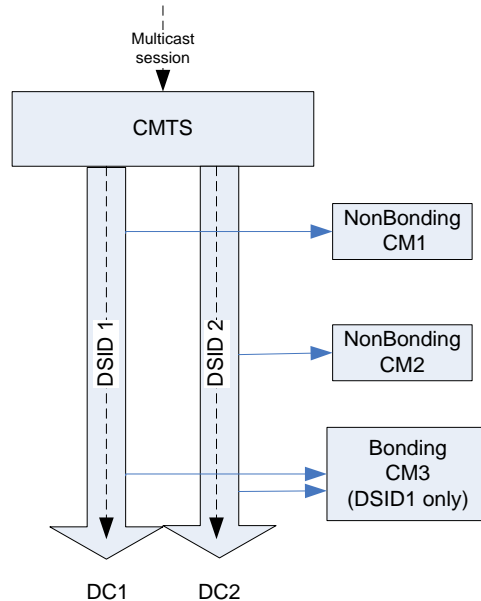 Multicast
session
CMTS
NonBonding
CM1
DSID 1
DSID 2
NonBonding
CM2
Bonding
CM3
(DSID1 only)
DC1
DC2